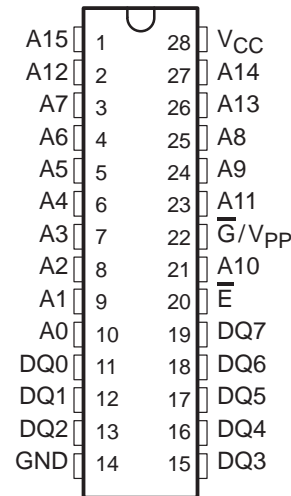 A15 1 28 V_CC
A12 2 27 A14
A7 3 26 A13
A6 4 25 A8
A5 5 24 A9
A4 6 23 A11
A3 7 22 G̅/V_PP
A2 8 21 A10
A1 9 20 E̅
A0 10 19 DQ7
DQ0 11 18 DQ6
DQ1 12 17 DQ5
DQ2 13 16 DQ4
GND 14 15 DQ3